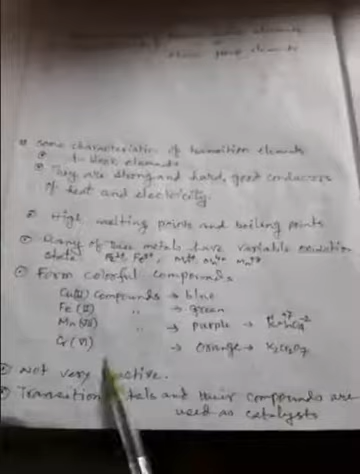 Some characteristics of transition elements
d-block elements
They are strong and hard, good conductors
of heat and electricity.
High melting points and boiling points
Many of these metals have variable oxidation
state
Form colorful compounds
Cu(II) compounds → blue
Fe(II) " → green
Mn(VII) " → purple →
Cr(VI) → orange → K₂Cr₂O₇
Not very active.
Transition metals and their compounds are
used as catalysts